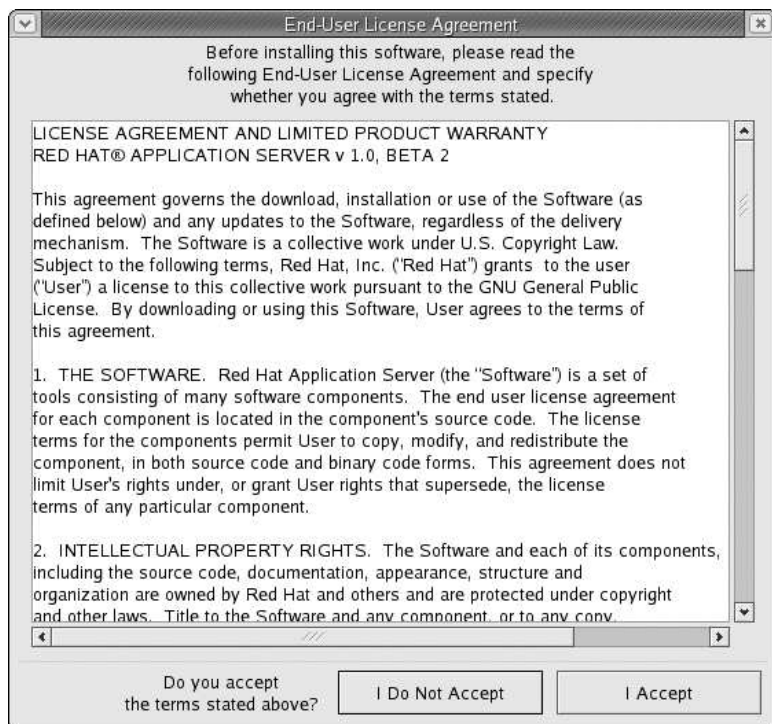 End-User License Agreement
Before installing this software, please read the
following End-User License Agreement and specify
whether you agree with the terms stated.
LICENSE AGREEMENT AND LIMITED PRODUCT WARRANTY
RED HAT® APPLICATION SERVER v 1.0, BETA 2
This agreement governs the download, installation or use of the Software (as
defined below) and any updates to the Software, regardless of the delivery
mechanism.  The Software is a collective work under U.S. Copyright Law.
Subject to the following terms, Red Hat, Inc. ("Red Hat") grants  to the user
("User") a license to this collective work pursuant to the GNU General Public
License.  By downloading or using this Software, User agrees to the terms of
this agreement.
1.  THE SOFTWARE.  Red Hat Application Server (the "Software") is a set of
tools consisting of many software components.  The end user license agreement
for each component is located in the component's source code.  The license
terms for the components permit User to copy, modify, and redistribute the
component, in both source code and binary code forms.  This agreement does not
limit User's rights under, or grant User rights that supersede, the license
terms of any particular component.
2.  INTELLECTUAL PROPERTY RIGHTS.  The Software and each of its components,
including the source code, documentation, appearance, structure and
organization are owned by Red Hat and others and are protected under copyright
and other laws.  Title to the Software and any component, or to any copy,
Do you accept
the terms stated above?
I Do Not Accept
I Accept